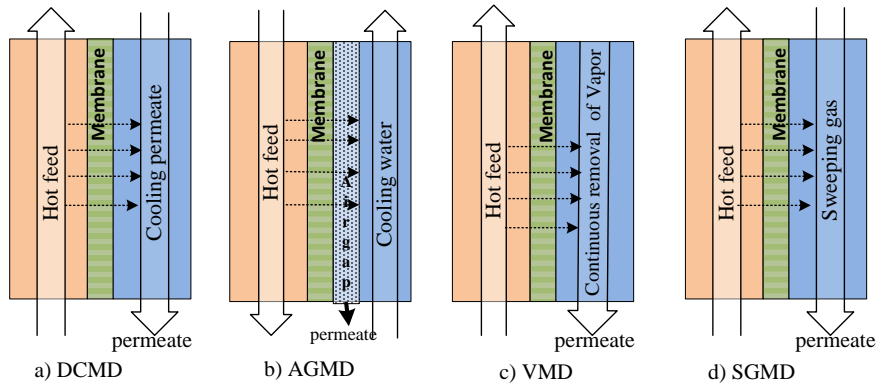 Hot feed
Membrane
Cooling permeate
permeate
a) DCMD
Hot feed
Membrane
Airgap
Cooling water
permeate
b) AGMD
Hot feed
Membrane
Continuous removal of Vapor
permeate
c) VMD
Hot feed
Membrane
Sweeping gas
permeate
d) SGMD